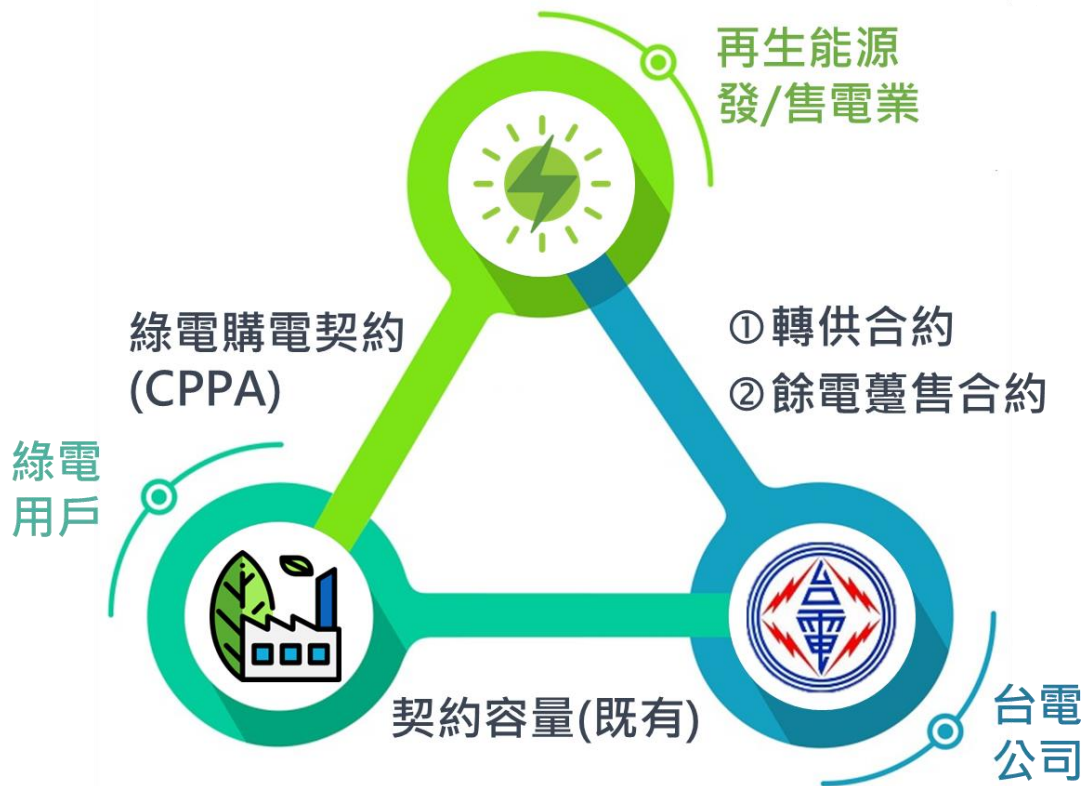 再生能源
發/售電業
綠電購電契約
(CPPA)
①轉供合約
②餘電躉售合約
綠電
用戶
台電
契約容量(既有)
台電
公司